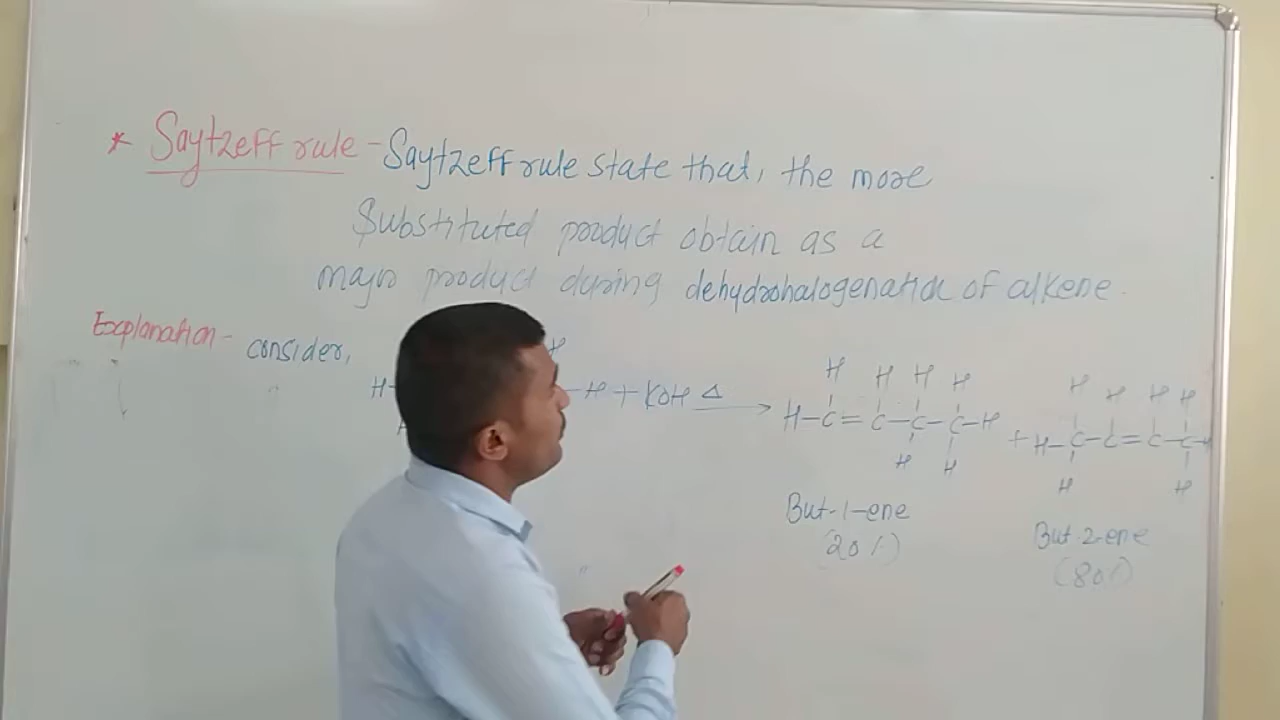 * Saytzeff rule - Saytzeff rule state that, the more
Substituted product obtain as a
major product during dehydrohalogenation of alkene.
Explanation - consider,
H
H-
-H + KOH Δ
H H H H
H-C=C-C-C-H
H H
+
H H H H
H-C-C=C-C-H
H H
But-1-ene
(20%)
But-2-ene
(80%)